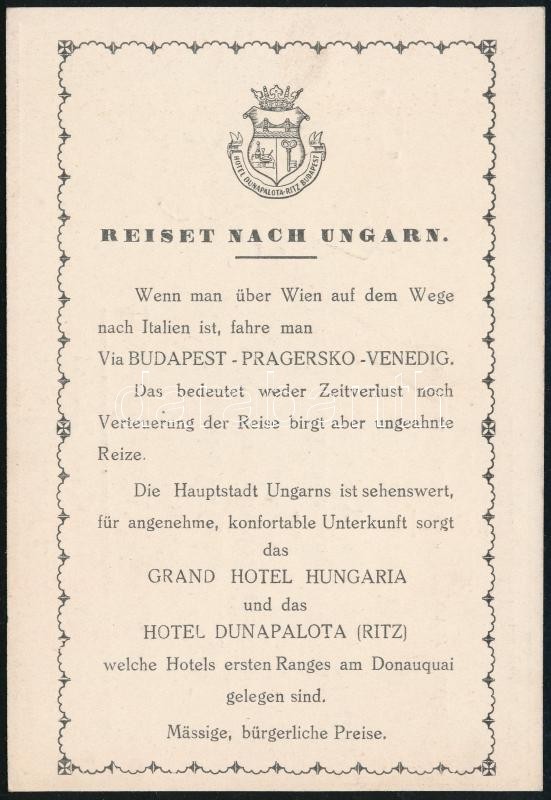 HOTEL DUNAPALOTA-RITZ BUDAPEST
REISET NACH UNGARN.
Wenn man über Wien auf dem Wege
nach Italien ist, fahre man
Via BUDAPEST - PRAGERSKO - VENEDIG.
Das bedeutet weder Zeitverlust noch
Verteuerung der Reise birgt aber ungeahnte
Reize.
Die Hauptstadt Ungarns ist sehenswert,
für angenehme, konfortable Unterkunft sorgt
das
GRAND HOTEL HUNGARIA
und das
HOTEL DUNAPALOTA (RITZ)
welche Hotels ersten Ranges am Donauquai
gelegen sind.
Mässige, bürgerliche Preise.